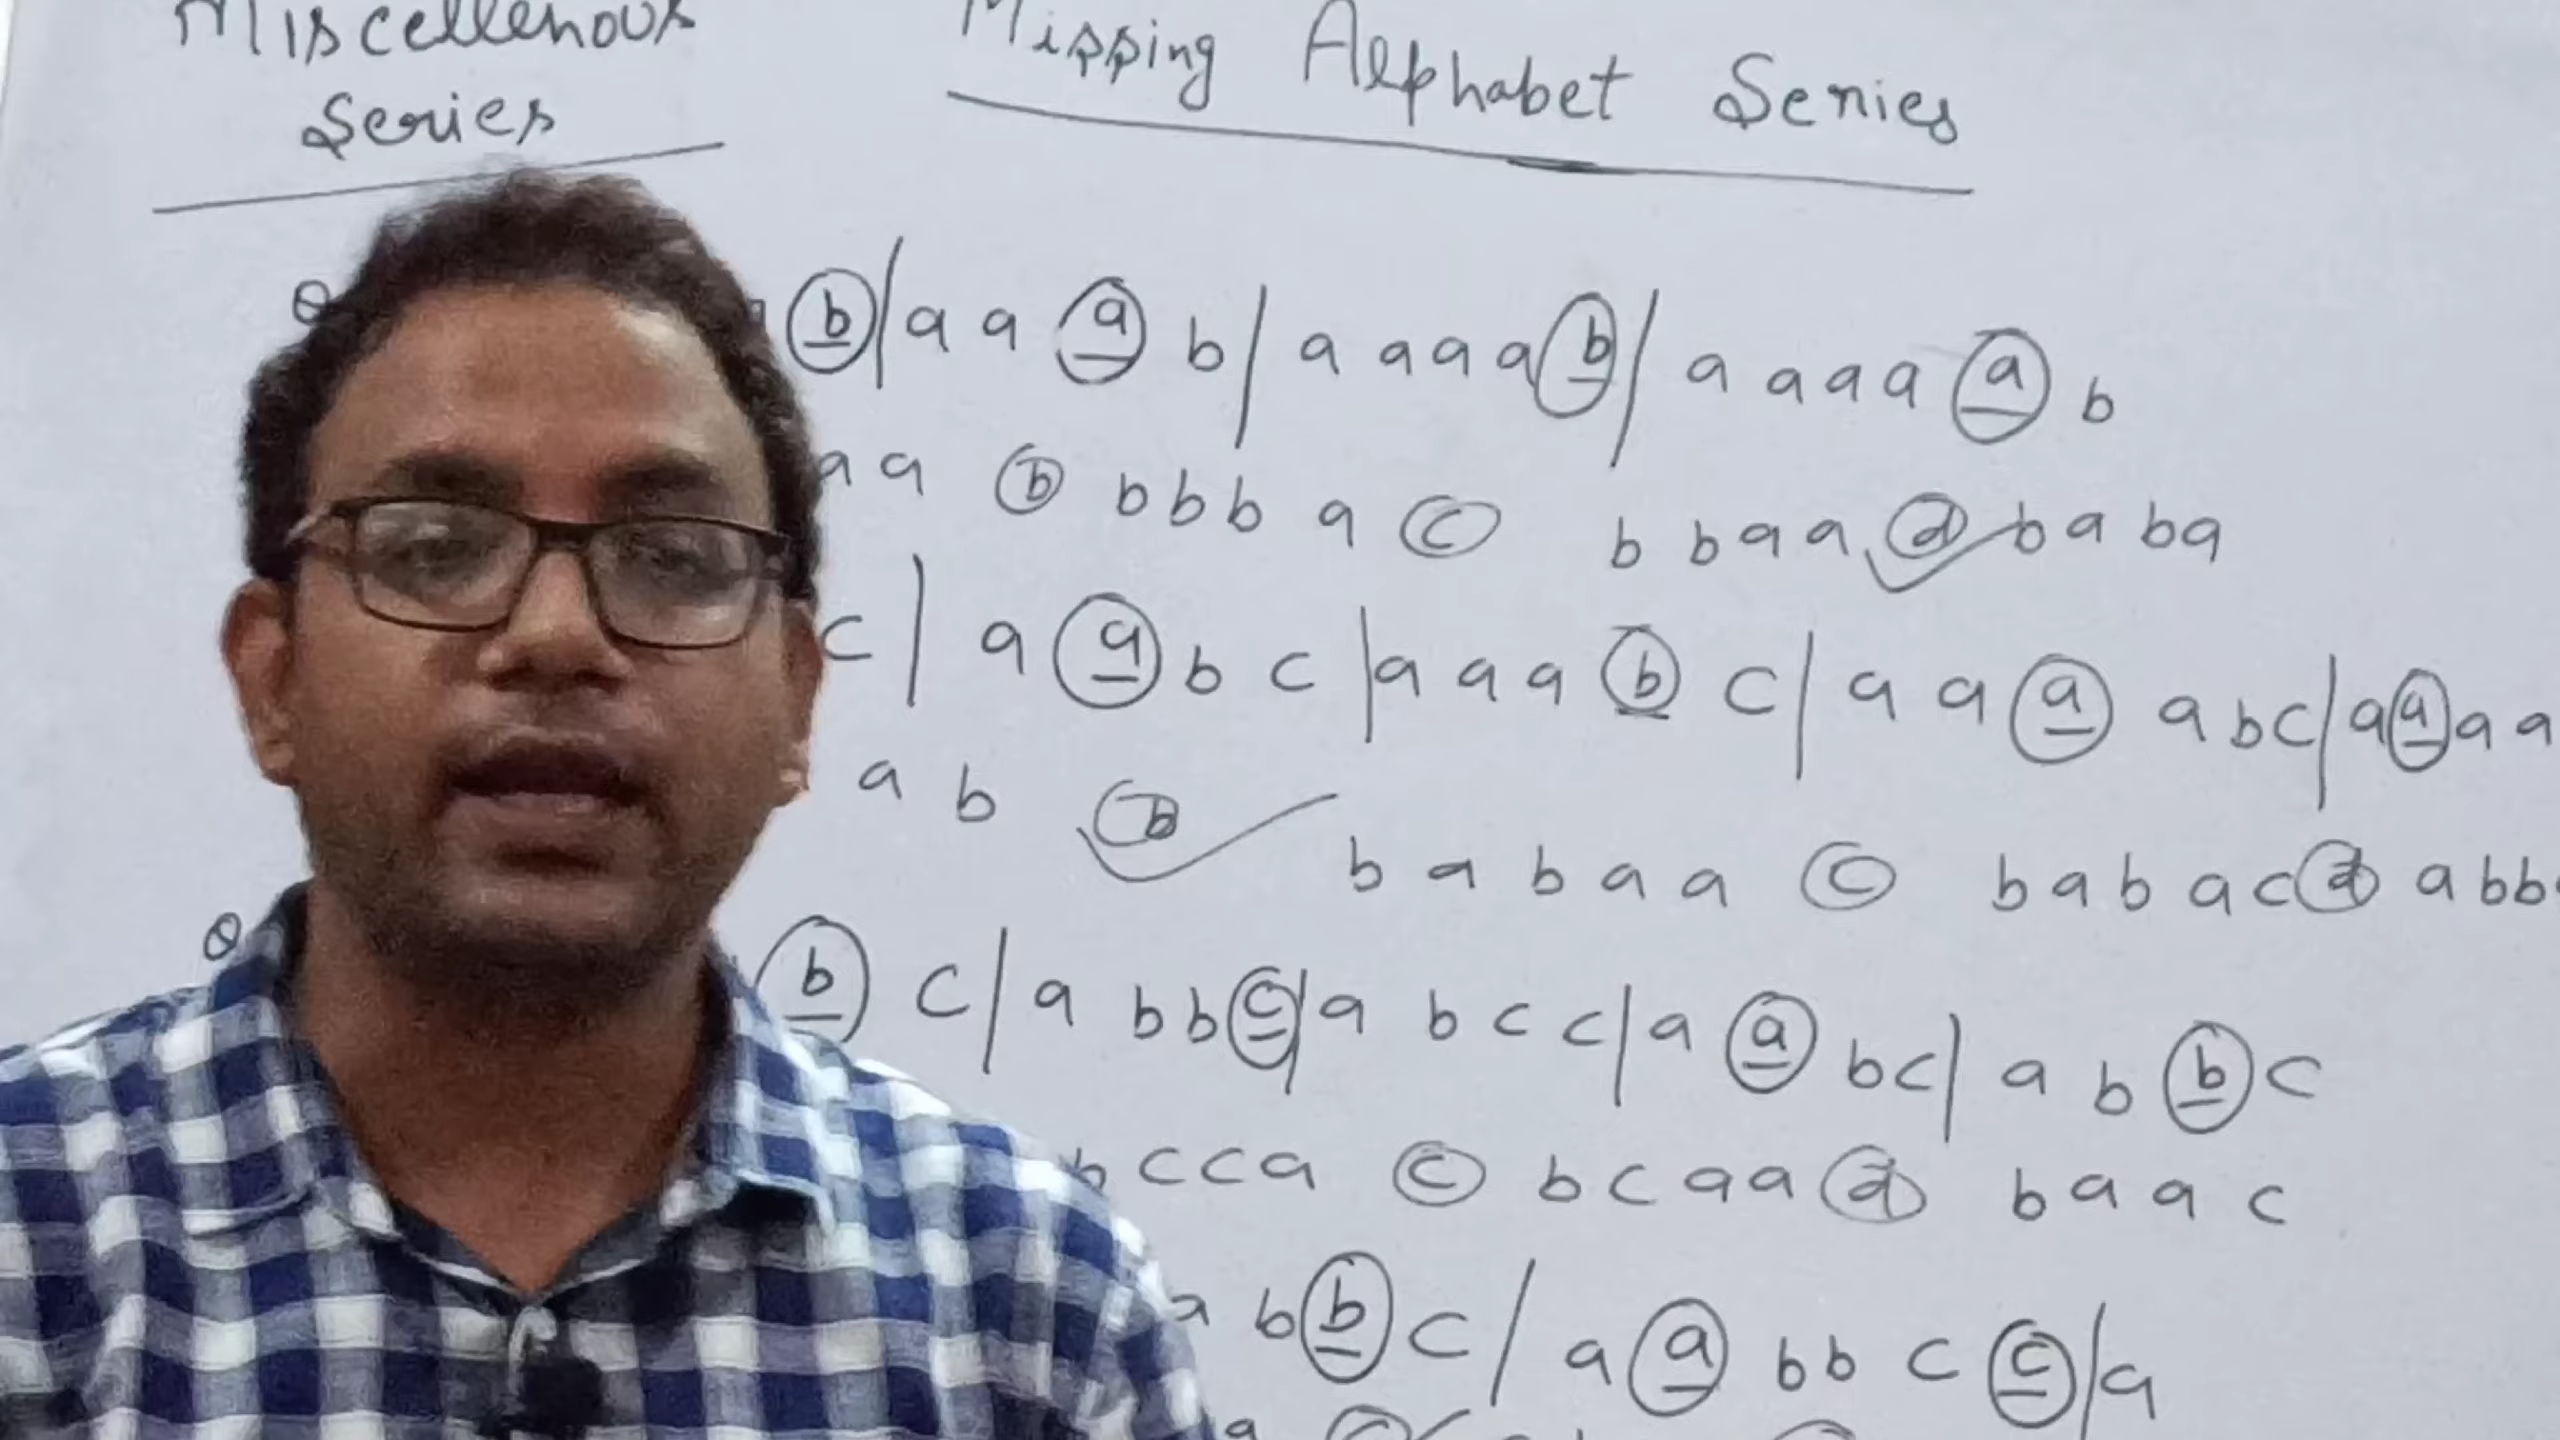 Miscellenous Missing Alphabet Series
Series
Q b / a a a b / a a a a b / a a a a a b
a a (b) b b b a (c) b b a a (d) b a b a
c / a a b c / a a a b c / a a a a b c / a a a a
a b (b) b a b a a (c) b a b a c (d) a b b
Q b c / a b b c / a b c c / a a b c / a b b c
b c c a (c) b c a a (d) b a a c
a b b c / a a b b c c / a
a